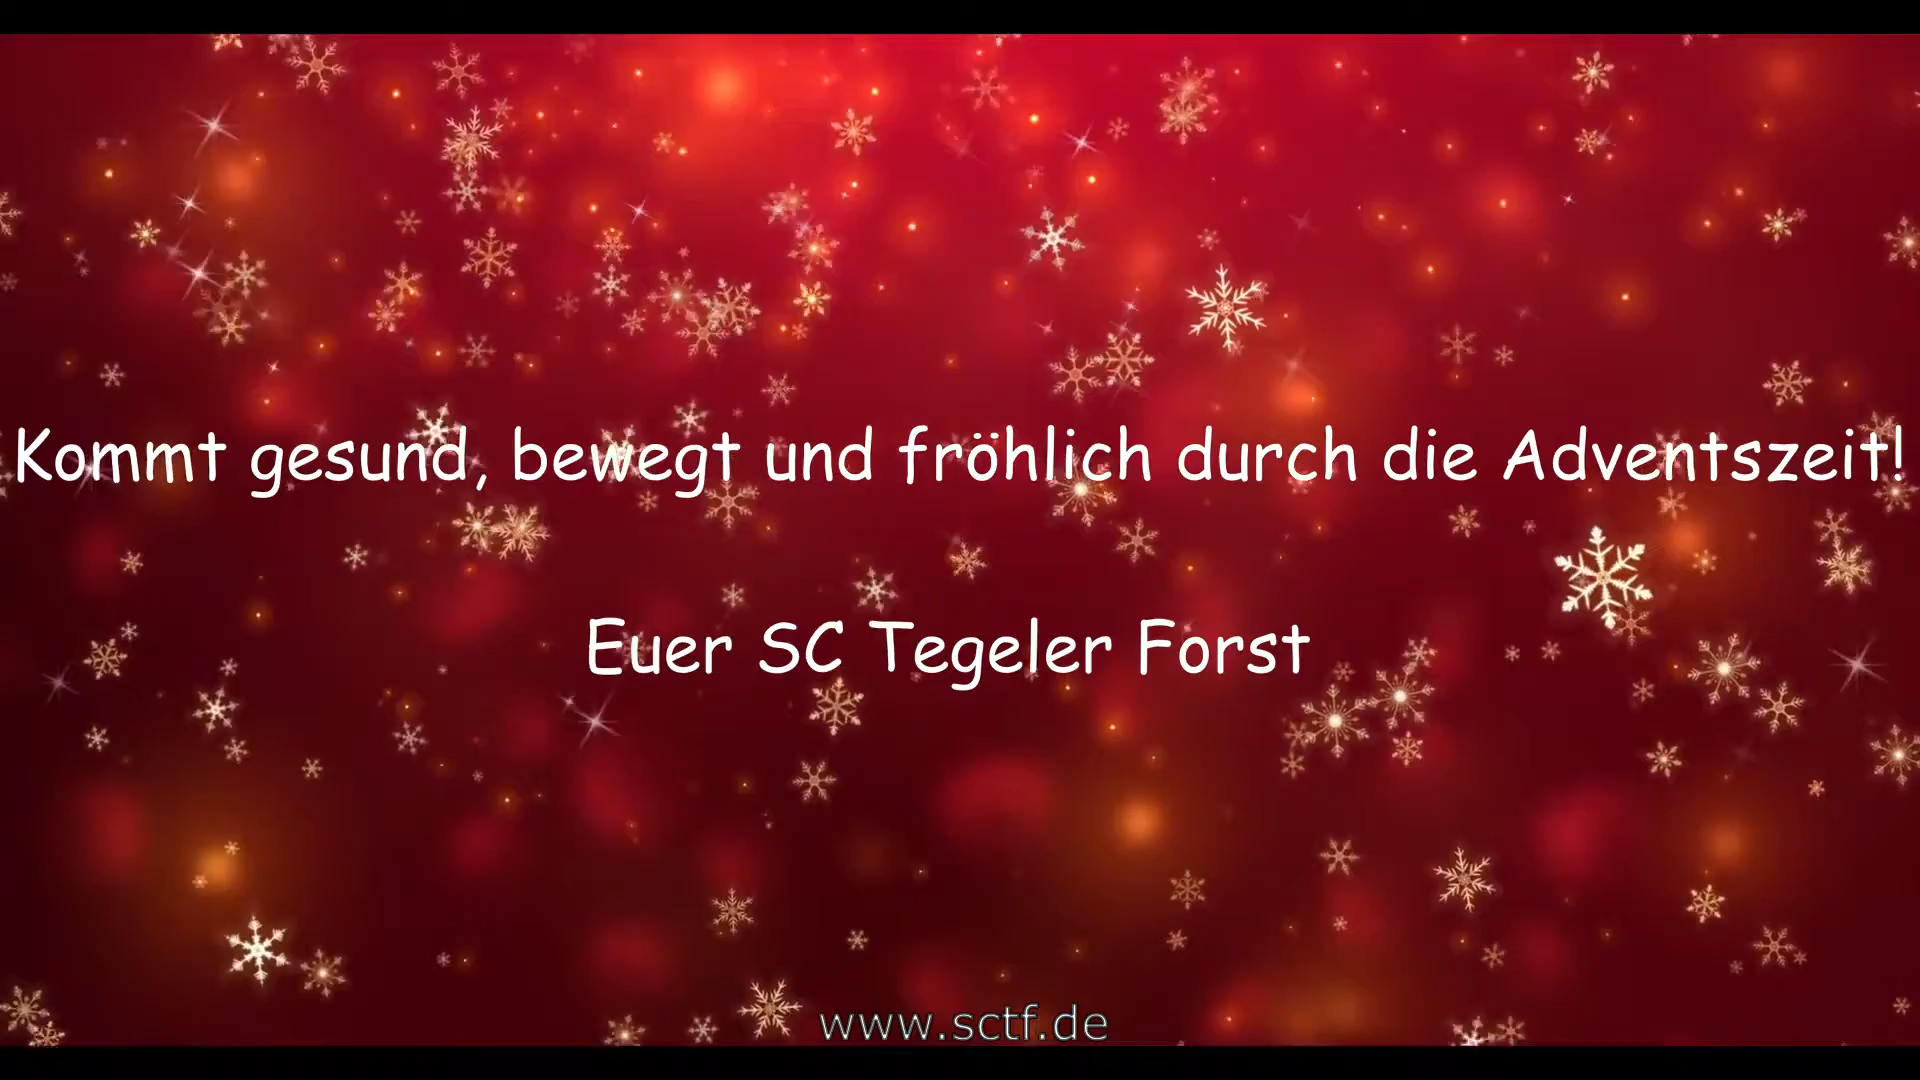 Kommt gesund, bewegt und fröhlich durch die Adventszeit!
Euer SC Tegeler Forst
www.sctf.de